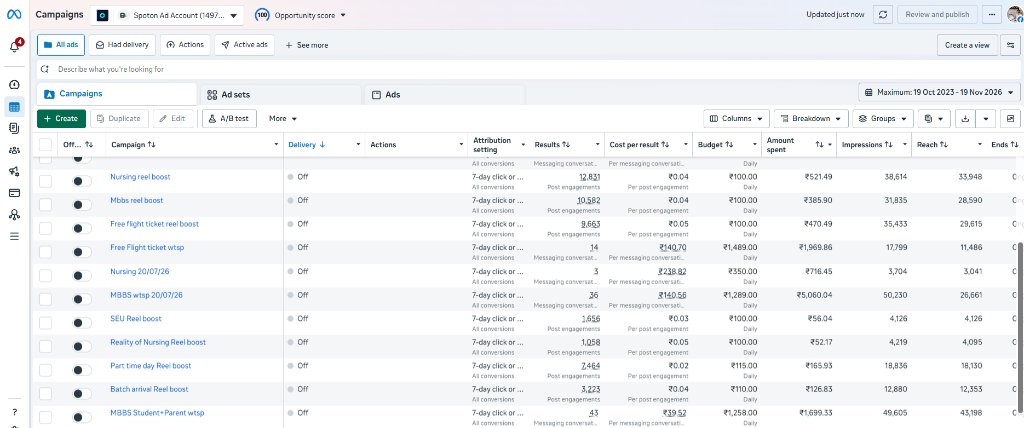 Campaigns
Spoton Ad Account (1497...
100 Opportunity score
Updated just now
Review and publish
4
All ads
Had delivery
Actions
Active ads
+ See more
Create a view
Describe what you're looking for
Campaigns
Ad sets
Ads
Maximum: 19 Oct 2023 - 19 Nov 2026
+ Create
Duplicate
Edit
A/B test
More
Columns
Breakdown
Groups
Off... Campaign Delivery Actions Attribution setting Results Cost per result Budget Amount spent Impressions Reach Ends
All conversions Messaging conversat... Per messaging conversati... Daily
Nursing reel boost Off 7-day click or ... 12,831 ₹0.04 ₹100.00 ₹521.49 38,614 33,948
All conversions Post engagements Per post engagement Daily
Mbbs reel boost Off 7-day click or ... 10,582 ₹0.04 ₹100.00 ₹385.90 31,835 28,590
All conversions Post engagements Per post engagement Daily
Free flight ticket reel boost Off 7-day click or ... 9,663 ₹0.05 ₹100.00 ₹470.49 35,433 29,615
All conversions Post engagements Per post engagement Daily
Free Flight ticket wtsp Off 7-day click or ... 14 ₹140.70 ₹1,489.00 ₹1,969.86 17,799 11,486
All conversions Messaging conversat... Per messaging conversati... Daily
Nursing 20/07/26 Off 7-day click or ... 3 ₹238.82 ₹350.00 ₹716.45 3,704 3,041
All conversions Messaging conversat... Per messaging conversati... Daily
MBBS wtsp 20/07/26 Off 7-day click or ... 36 ₹140.56 ₹1,289.00 ₹5,060.04 50,230 26,661
All conversions Messaging conversat... Per messaging conversati... Daily
SEU Reel boost Off 7-day click or ... 1,656 ₹0.03 ₹100.00 ₹56.04 4,126 4,126
All conversions Post engagements Per post engagement Daily
Reality of Nursing Reel boost Off 7-day click or ... 1,058 ₹0.05 ₹100.00 ₹52.17 4,219 4,095
All conversions Post engagements Per post engagement Daily
Part time day Reel boost Off 7-day click or ... 7,464 ₹0.02 ₹115.00 ₹165.93 18,836 18,130
All conversions Post engagements Per post engagement Daily
Batch arrival Reel boost Off 7-day click or ... 3,223 ₹0.04 ₹110.00 ₹126.83 12,880 12,353
All conversions Post engagements Per post engagement Daily
MBBS Student+Parent wtsp Off 7-day click or ... 43 ₹39.52 ₹1,258.00 ₹1,699.33 49,605 43,198
All conversions Messaging conversat... Per messaging conversati... Daily